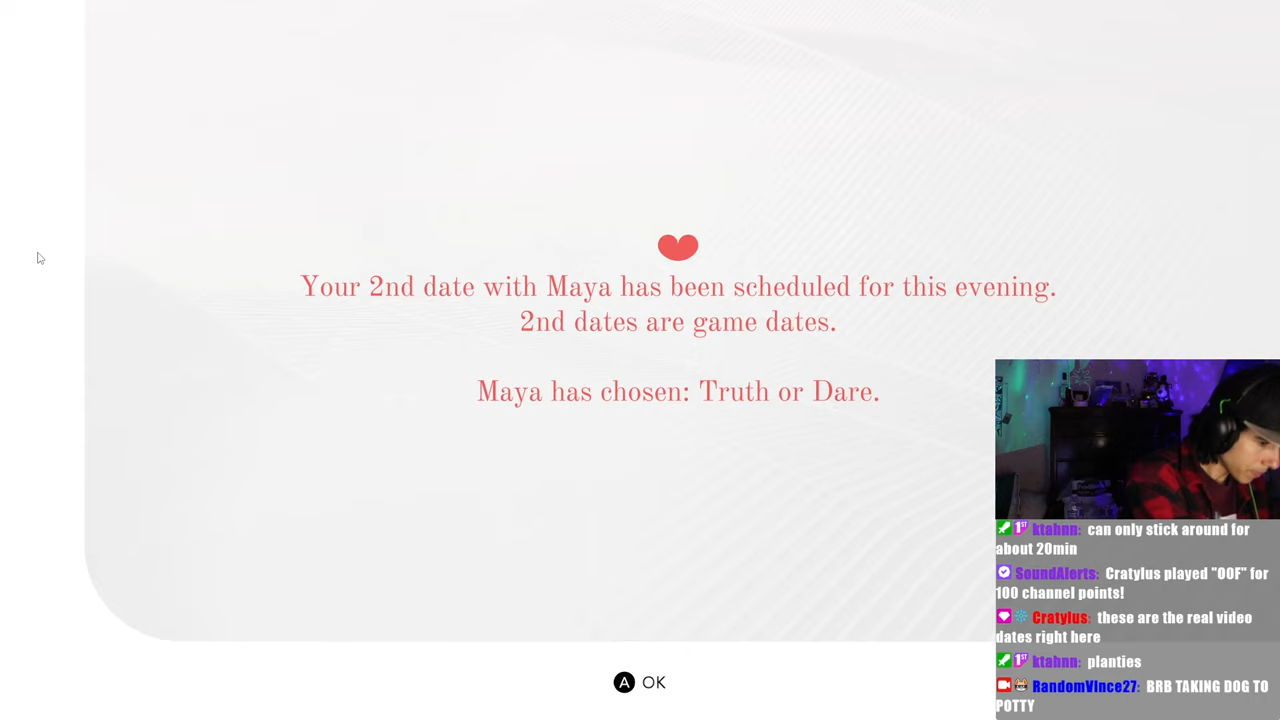 Your 2nd date with Maya has been scheduled for this evening.
2nd dates are game dates.
Maya has chosen: Truth or Dare.
A OK
1ST ktahnn: can only stick around for
about 20min
SoundAlerts: Cratylus played "OOF" for
100 channel points!
Cratylus: these are the real video
dates right here
1ST ktahnn: planties
RandomVince27: BRB TAKING DOG TO
POTTY